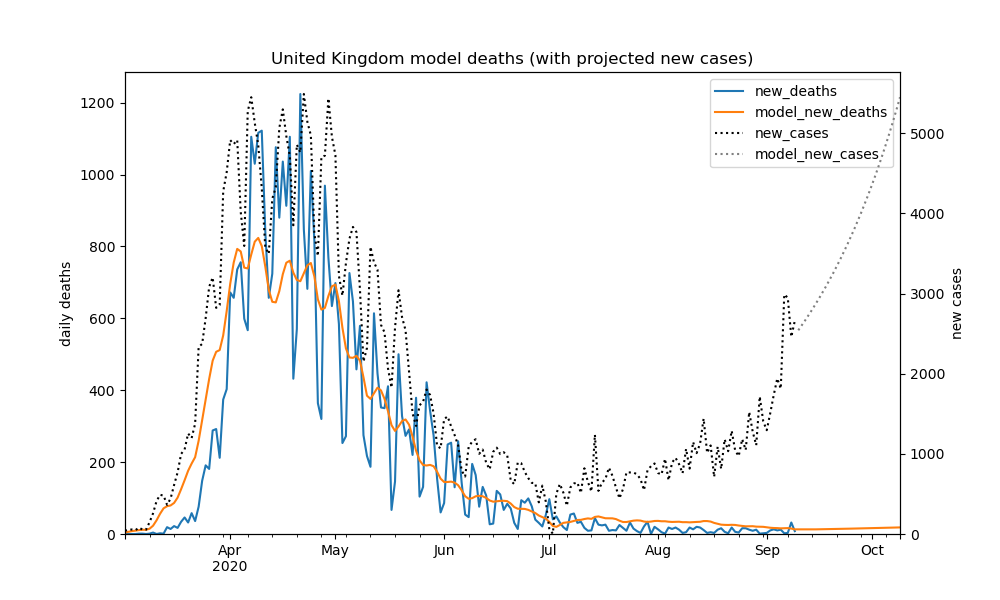 United Kingdom model deaths (with projected new cases)
new_deaths
model_new_deaths
new_cases
model_new_cases
1200
1000
800
600
400
200
0
daily deaths
5000
4000
3000
2000
1000
0
new cases
Apr
2020
May
Jun
Jul
Aug
Sep
Oct